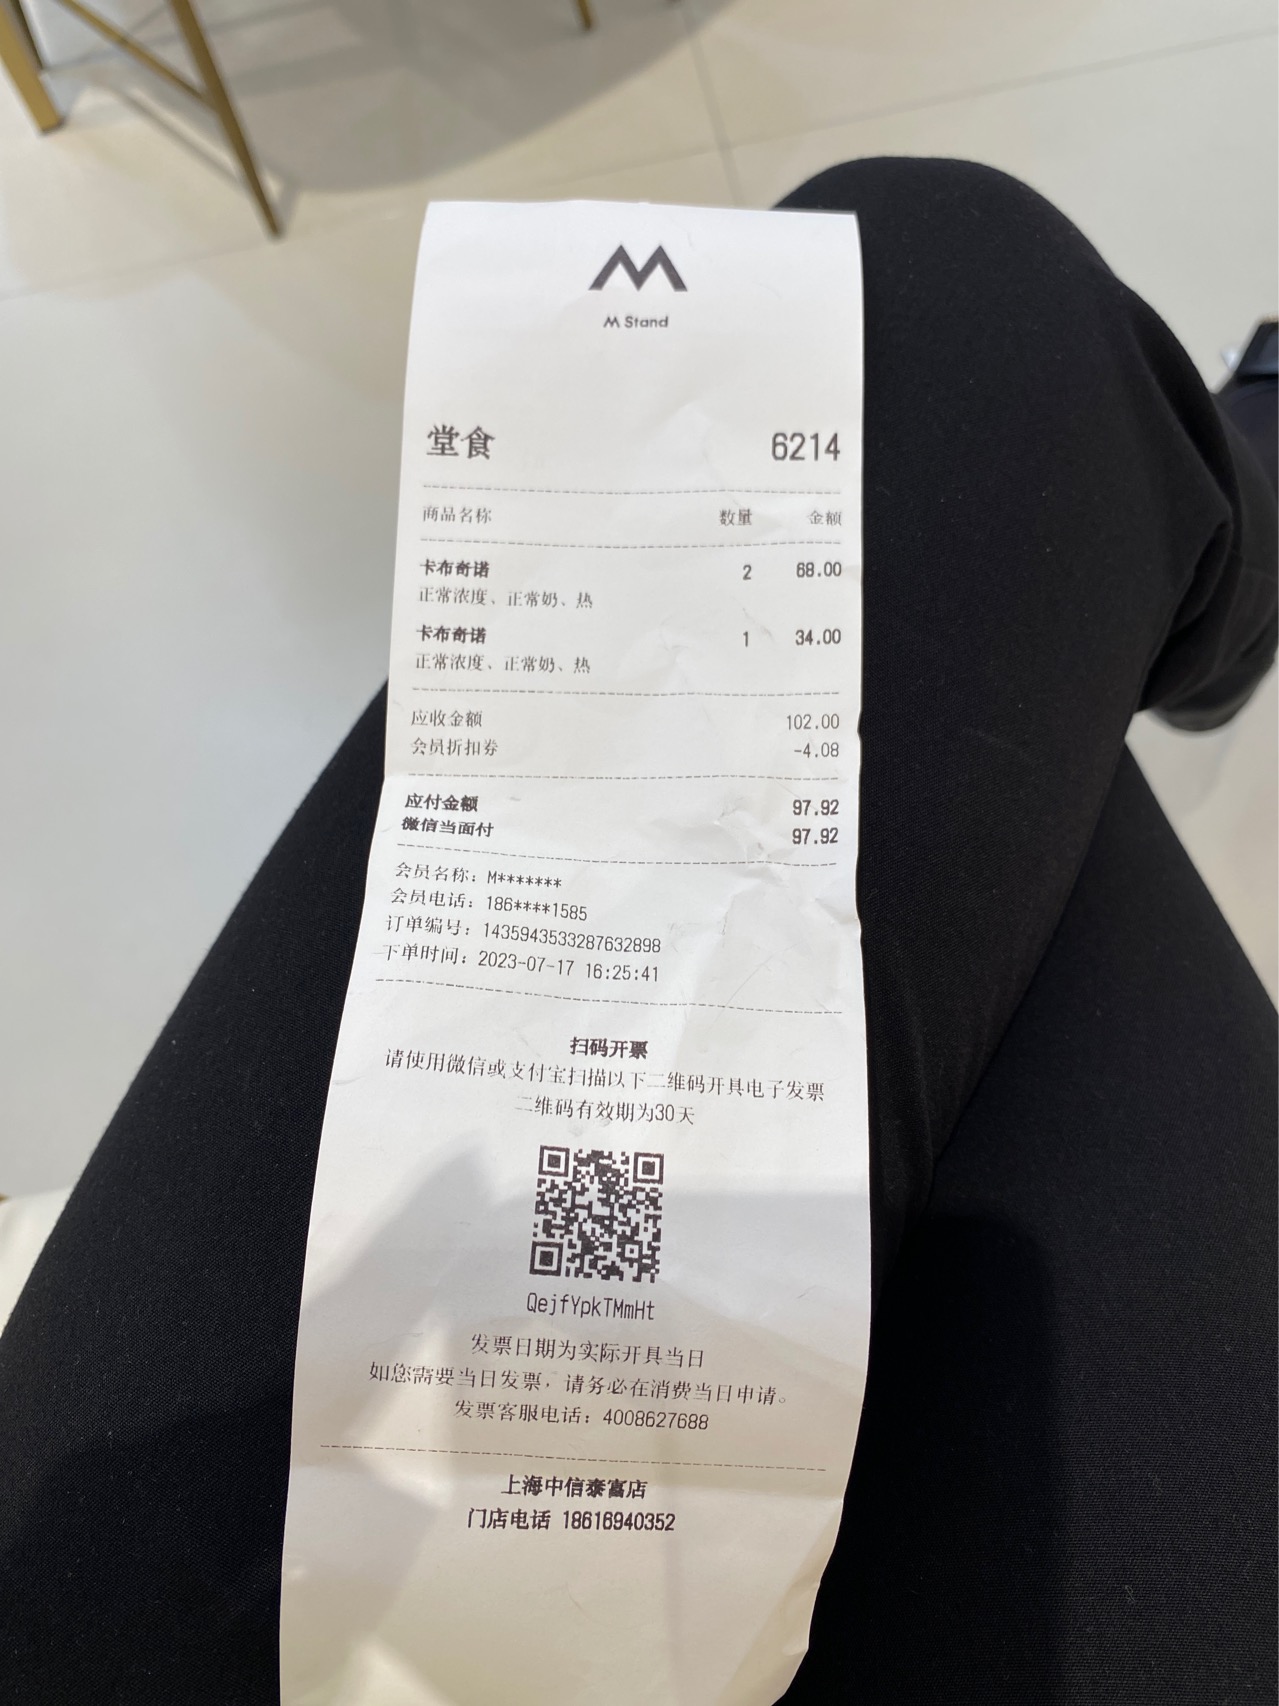 M Stand
堂食 6214
商品名称 数量 金额
卡布奇诺 2 68.00
正常浓度、正常奶、热
卡布奇诺 1 34.00
正常浓度、正常奶、热
应收金额 102.00
会员折扣券 -4.08
应付金额 97.92
微信当面付 97.92
会员名称：M*******
会员电话：186****1585
订单编号：1435943533287632898
下单时间：2023-07-17 16:25:41
扫码开票
请使用微信或支付宝扫描以下二维码开具电子发票
二维码有效期为30天
QejfYpkTMmHt
发票日期为实际开具当日
如您需要当日发票，请务必在消费当日申请。
发票客服电话：4008627688
上海中信泰富店
门店电话 18616940352